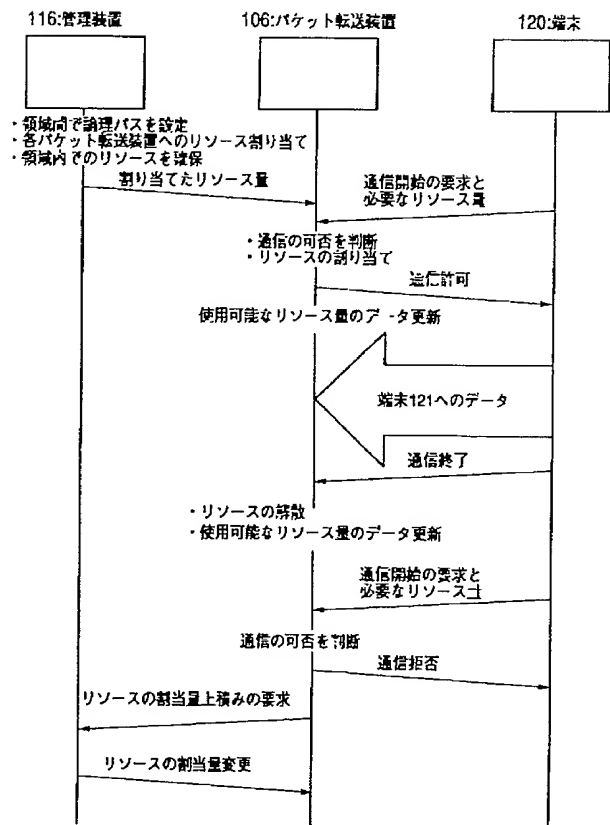 116:管理装置
106:パケット転送装置
120:端末
・領域間で論理パスを設定
・各パケット転送装置へのリソース割り当て
・領域内でのリソースを確保
割り当てたリソース量
通信開始の要求と
必要なリソース量
・通信の可否を判断
・リソースの割り当て
通信許可
使用可能なリソース量のデータ更新
端末121へのデータ
通信終了
・リソースの解散
・使用可能なリソース量のデータ更新
通信開始の要求と
必要なリソース
通信の可否を判断
通信拒否
リソースの割当量上積みの要求
リソースの割当量変更